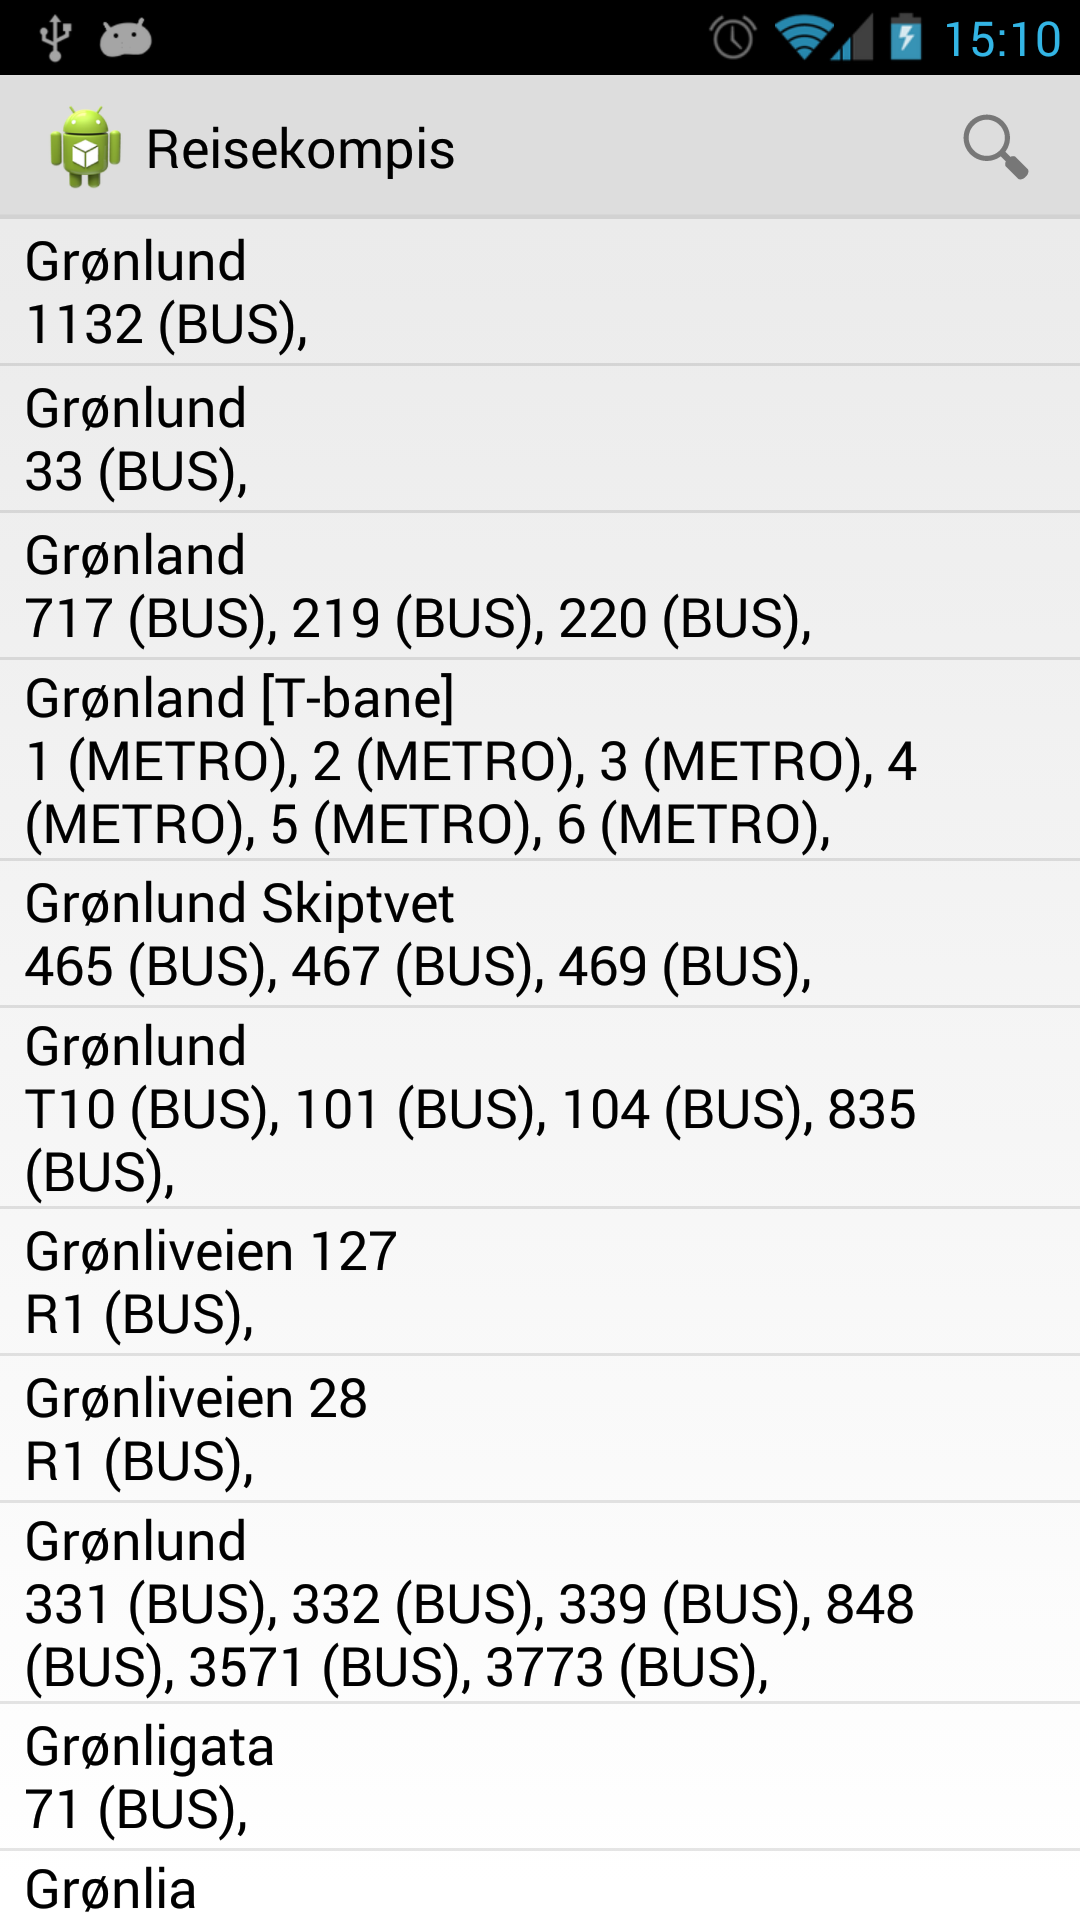 15:10
Reisekompis
Grønlund
1132 (BUS),
Grønlund
33 (BUS),
Grønland
717 (BUS), 219 (BUS), 220 (BUS),
Grønland [T-bane]
1 (METRO), 2 (METRO), 3 (METRO), 4
(METRO), 5 (METRO), 6 (METRO),
Grønlund Skiptvet
465 (BUS), 467 (BUS), 469 (BUS),
Grønlund
T10 (BUS), 101 (BUS), 104 (BUS), 835
(BUS),
Grønliveien 127
R1 (BUS),
Grønliveien 28
R1 (BUS),
Grønlund
331 (BUS), 332 (BUS), 339 (BUS), 848
(BUS), 3571 (BUS), 3773 (BUS),
Grønligata
71 (BUS),
Grønlia